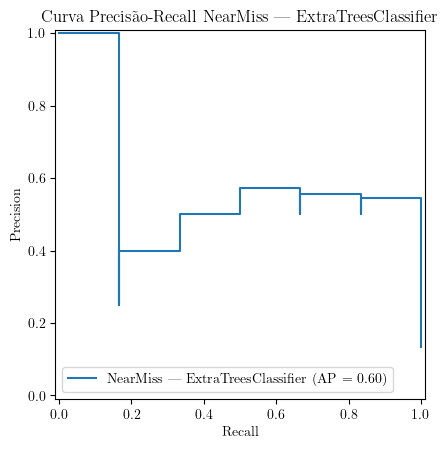 Curva Precisão-Recall NearMiss — ExtraTreesClassifier
1.0
0.8
0.6
0.4
0.2
0.0
Precision
NearMiss — ExtraTreesClassifier (AP = 0.60)
0.0 0.2 0.4 0.6 0.8 1.0
Recall